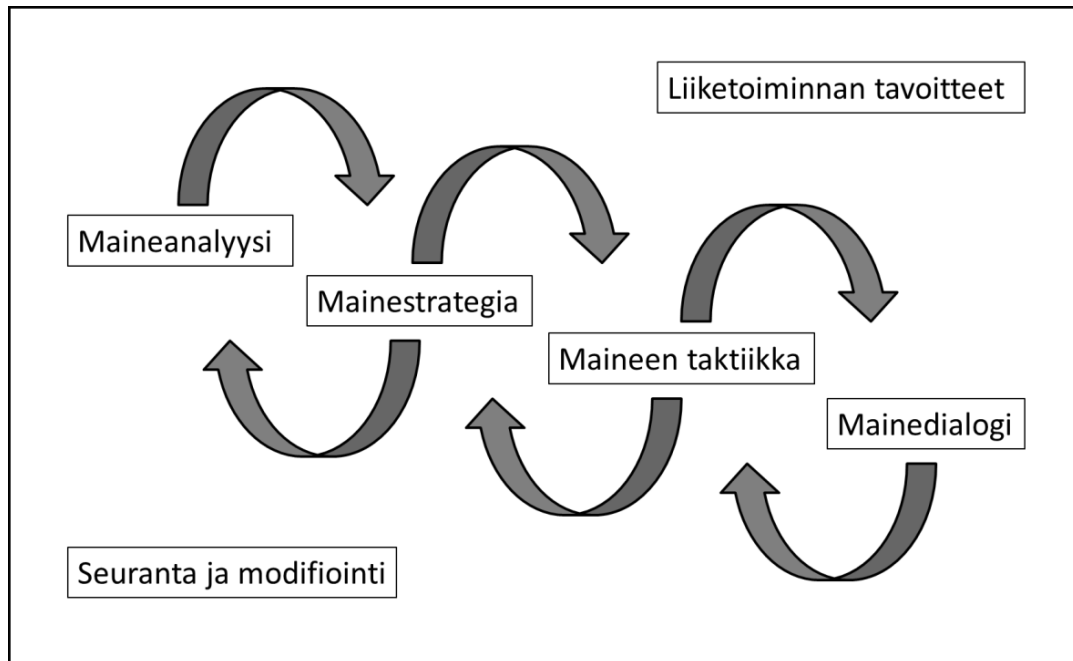 Liiketoiminnan tavoitteet
Maineanalyysi
Mainestrategia
Maineen taktiikka
Mainedialogi
Seuranta ja modifiointi